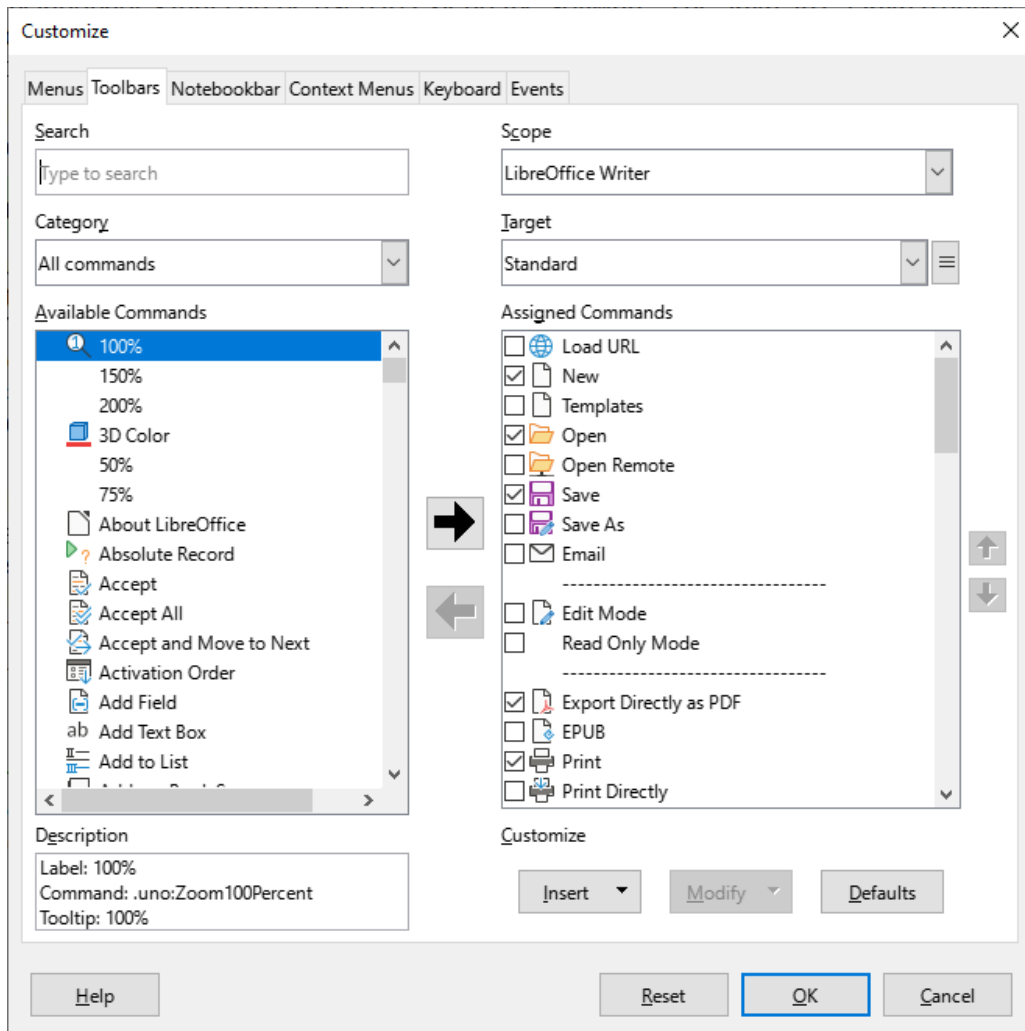 Customize
Menus Toolbars Notebookbar Context Menus Keyboard Events
Search
Type to search
Category
All commands
Available Commands
100%
150%
200%
3D Color
50%
75%
About LibreOffice
Absolute Record
Accept
Accept All
Accept and Move to Next
Activation Order
Add Field
ab Add Text Box
Add to List
Description
Label: 100%
Command: .uno:Zoom100Percent
Tooltip: 100%
Scope
LibreOffice Writer
Target
Standard
Assigned Commands
Load URL
New
Templates
Open
Open Remote
Save
Save As
Email
--------------------------------
Edit Mode
Read Only Mode
--------------------------------
Export Directly as PDF
EPUB
Print
Print Directly
Customize
Insert Modify Defaults
Help Reset OK Cancel